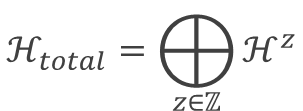 ℋ_total = ⨁_{z∈ℤ} ℋ^z